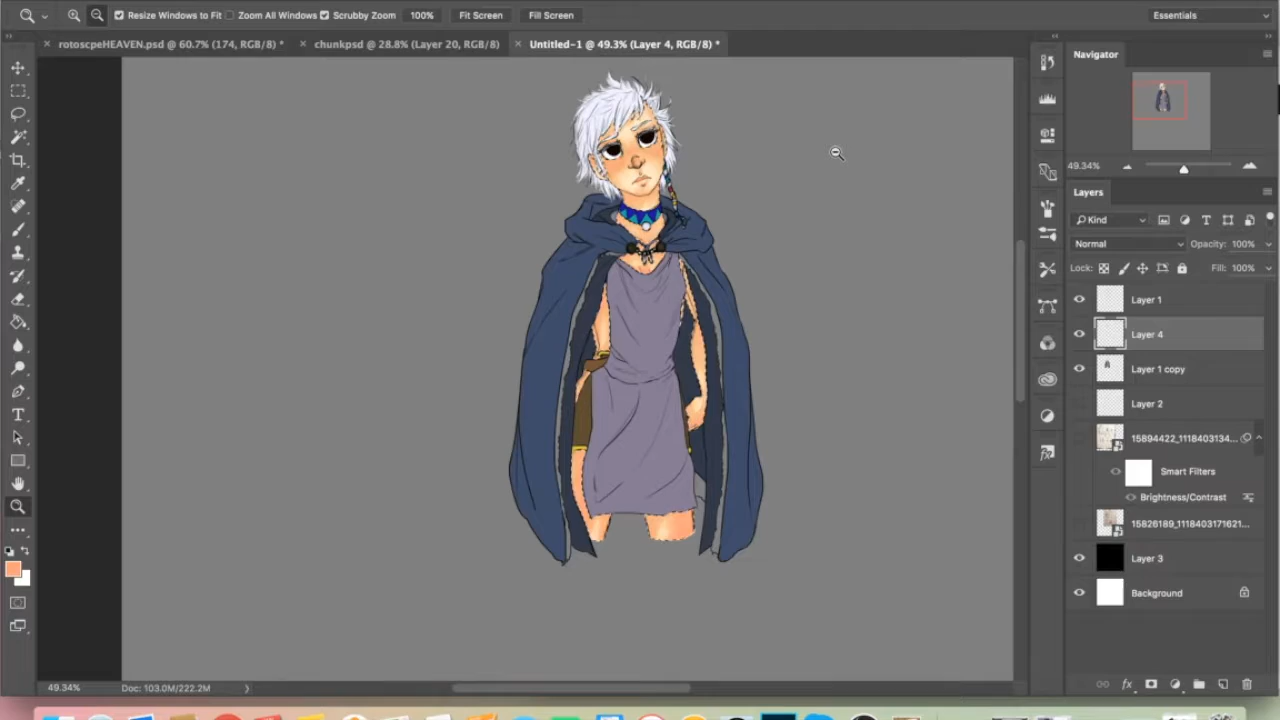 Resize Windows to Fit Zoom All Windows Scrubby Zoom 100% Fit Screen Fill Screen Essentials
rotoscpeHEAVEN.psd @ 60.7% (174, RGB/8) * chunkpsd @ 28.8% (Layer 20, RGB/8) Untitled-1 @ 49.3% (Layer 4, RGB/8) *
Navigator
49.34%
Layers
Kind
Normal Opacity: 100%
Lock: Fill: 100%
Layer 1
Layer 4
Layer 1 copy
Layer 2
15894422_1118403134...
Smart Filters
Brightness/Contrast
15826189_1118403171621...
Layer 3
Background
49.34% Doc: 103.0M/222.2M